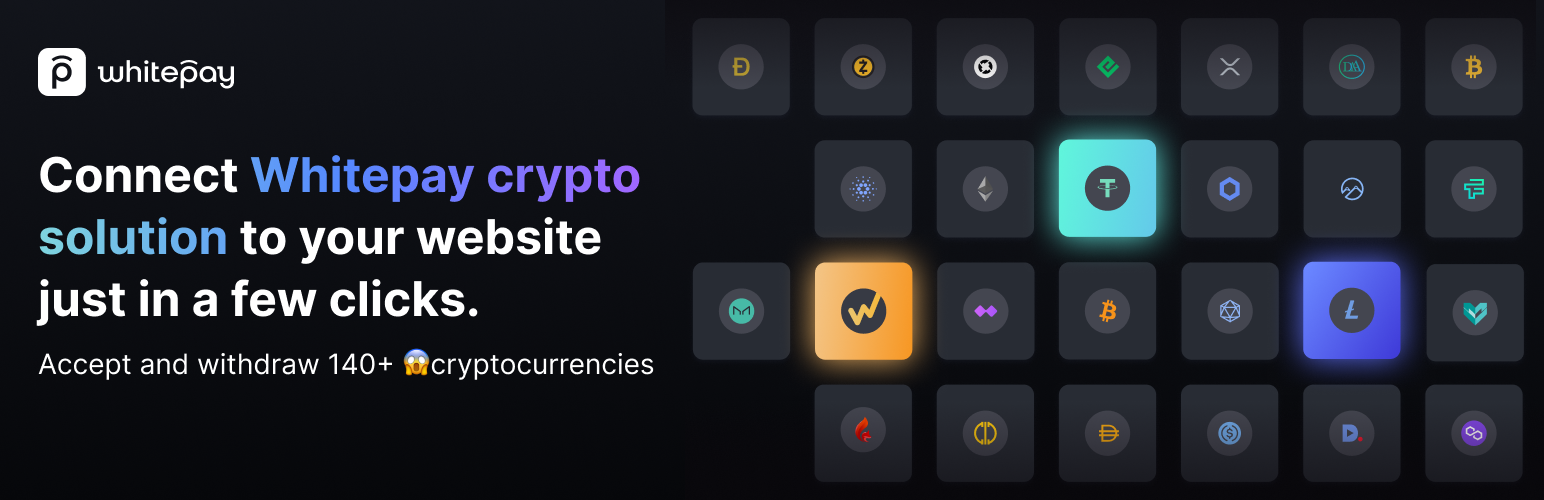 whitepay
Connect Whitepay crypto
solution to your website
just in a few clicks.
Accept and withdraw 140+ 😱cryptocurrencies